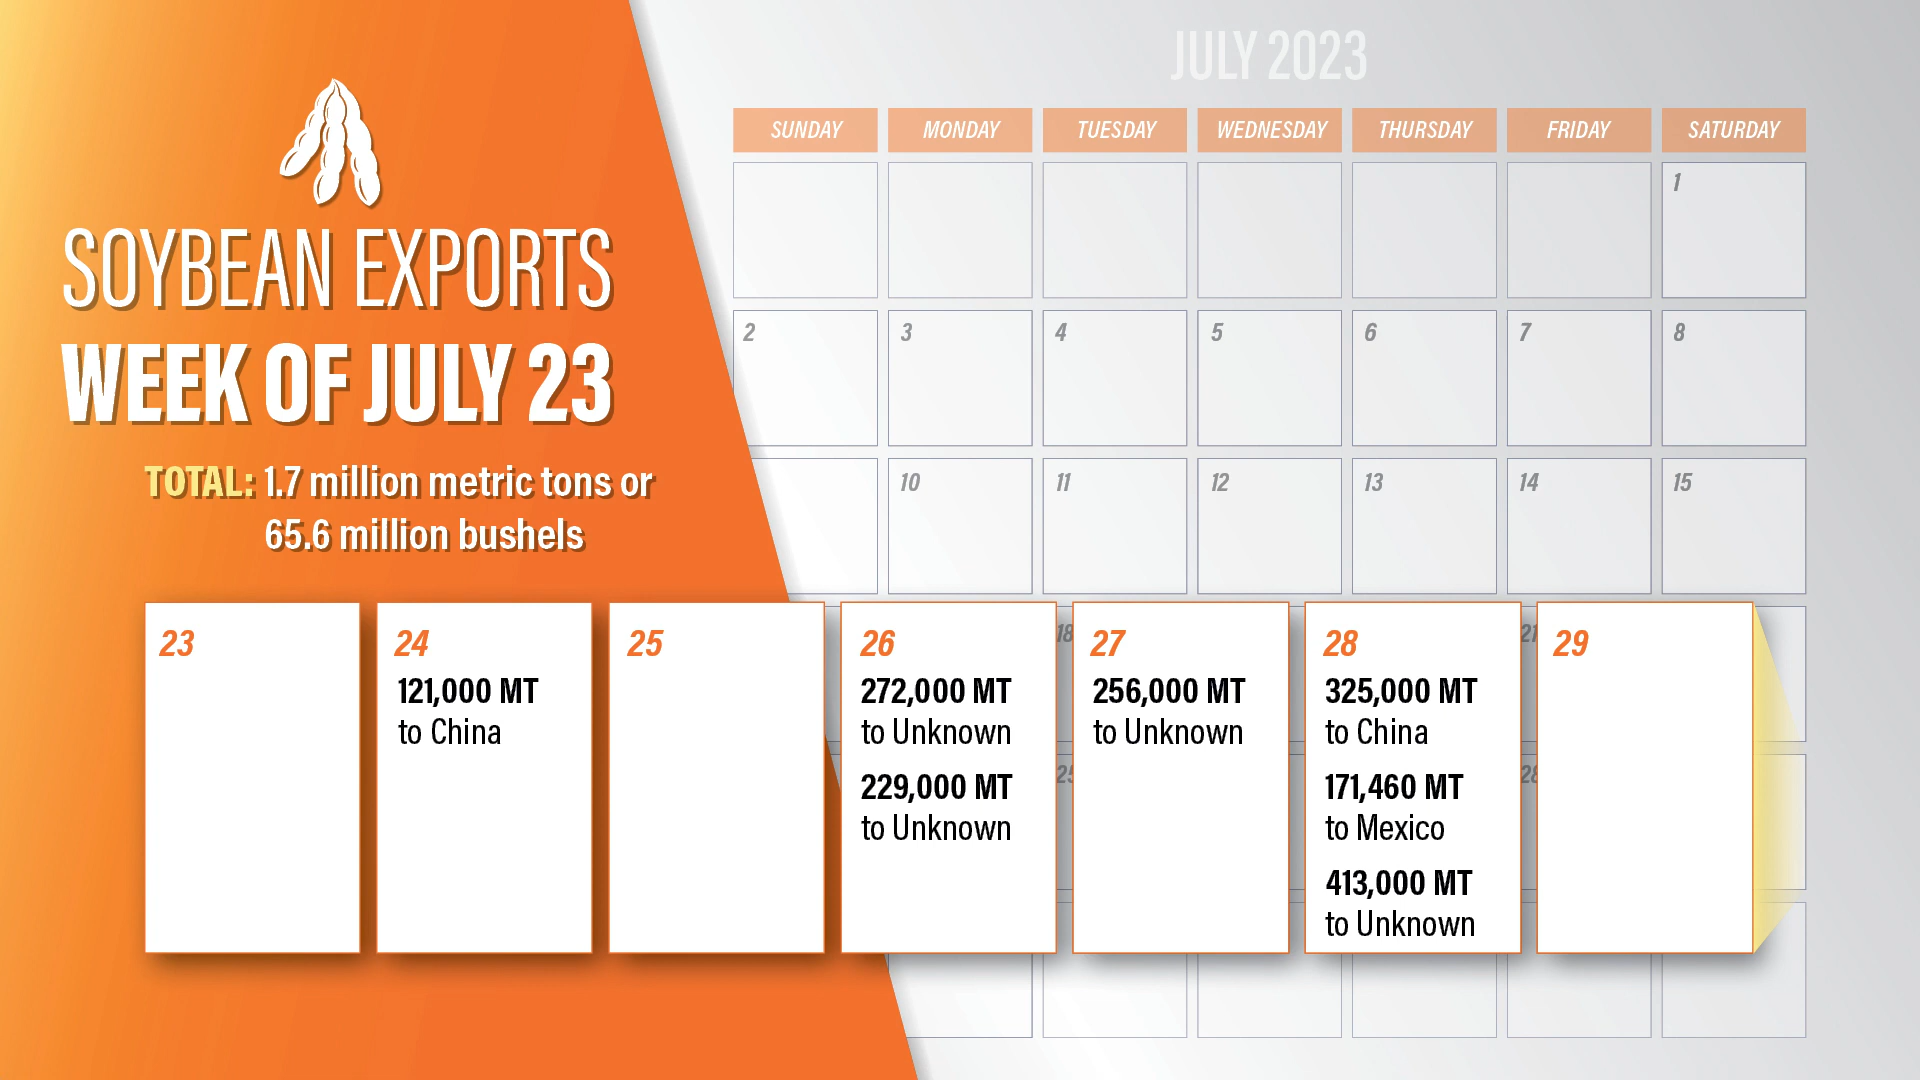 JULY 2023
SUNDAY MONDAY TUESDAY WEDNESDAY THURSDAY FRIDAY SATURDAY
1
2 3 4 5 6 7 8
10 11 12 13 14 15
SOYBEAN EXPORTS
WEEK OF JULY 23
TOTAL: 1.7 million metric tons or
65.6 million bushels
23
24
121,000 MT
to China
25
26
272,000 MT
to Unknown
229,000 MT
to Unknown
27
256,000 MT
to Unknown
28
325,000 MT
to China
171,460 MT
to Mexico
413,000 MT
to Unknown
29
18
21
25
28